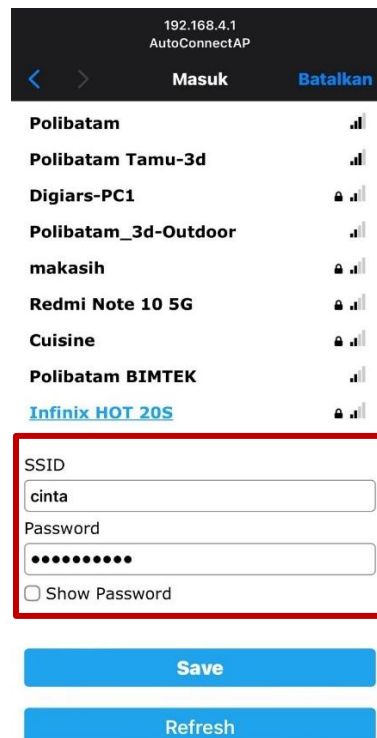 192.168.4.1
AutoConnectAP
Masuk Batalkan
Polibatam
Polibatam Tamu-3d
Digiars-PC1
Polibatam_3d-Outdoor
makasih
Redmi Note 10 5G
Cuisine
Polibatam BIMTEK
Infinix HOT 20S
SSID
cinta
Password
••••••••••
Show Password
Save
Refresh